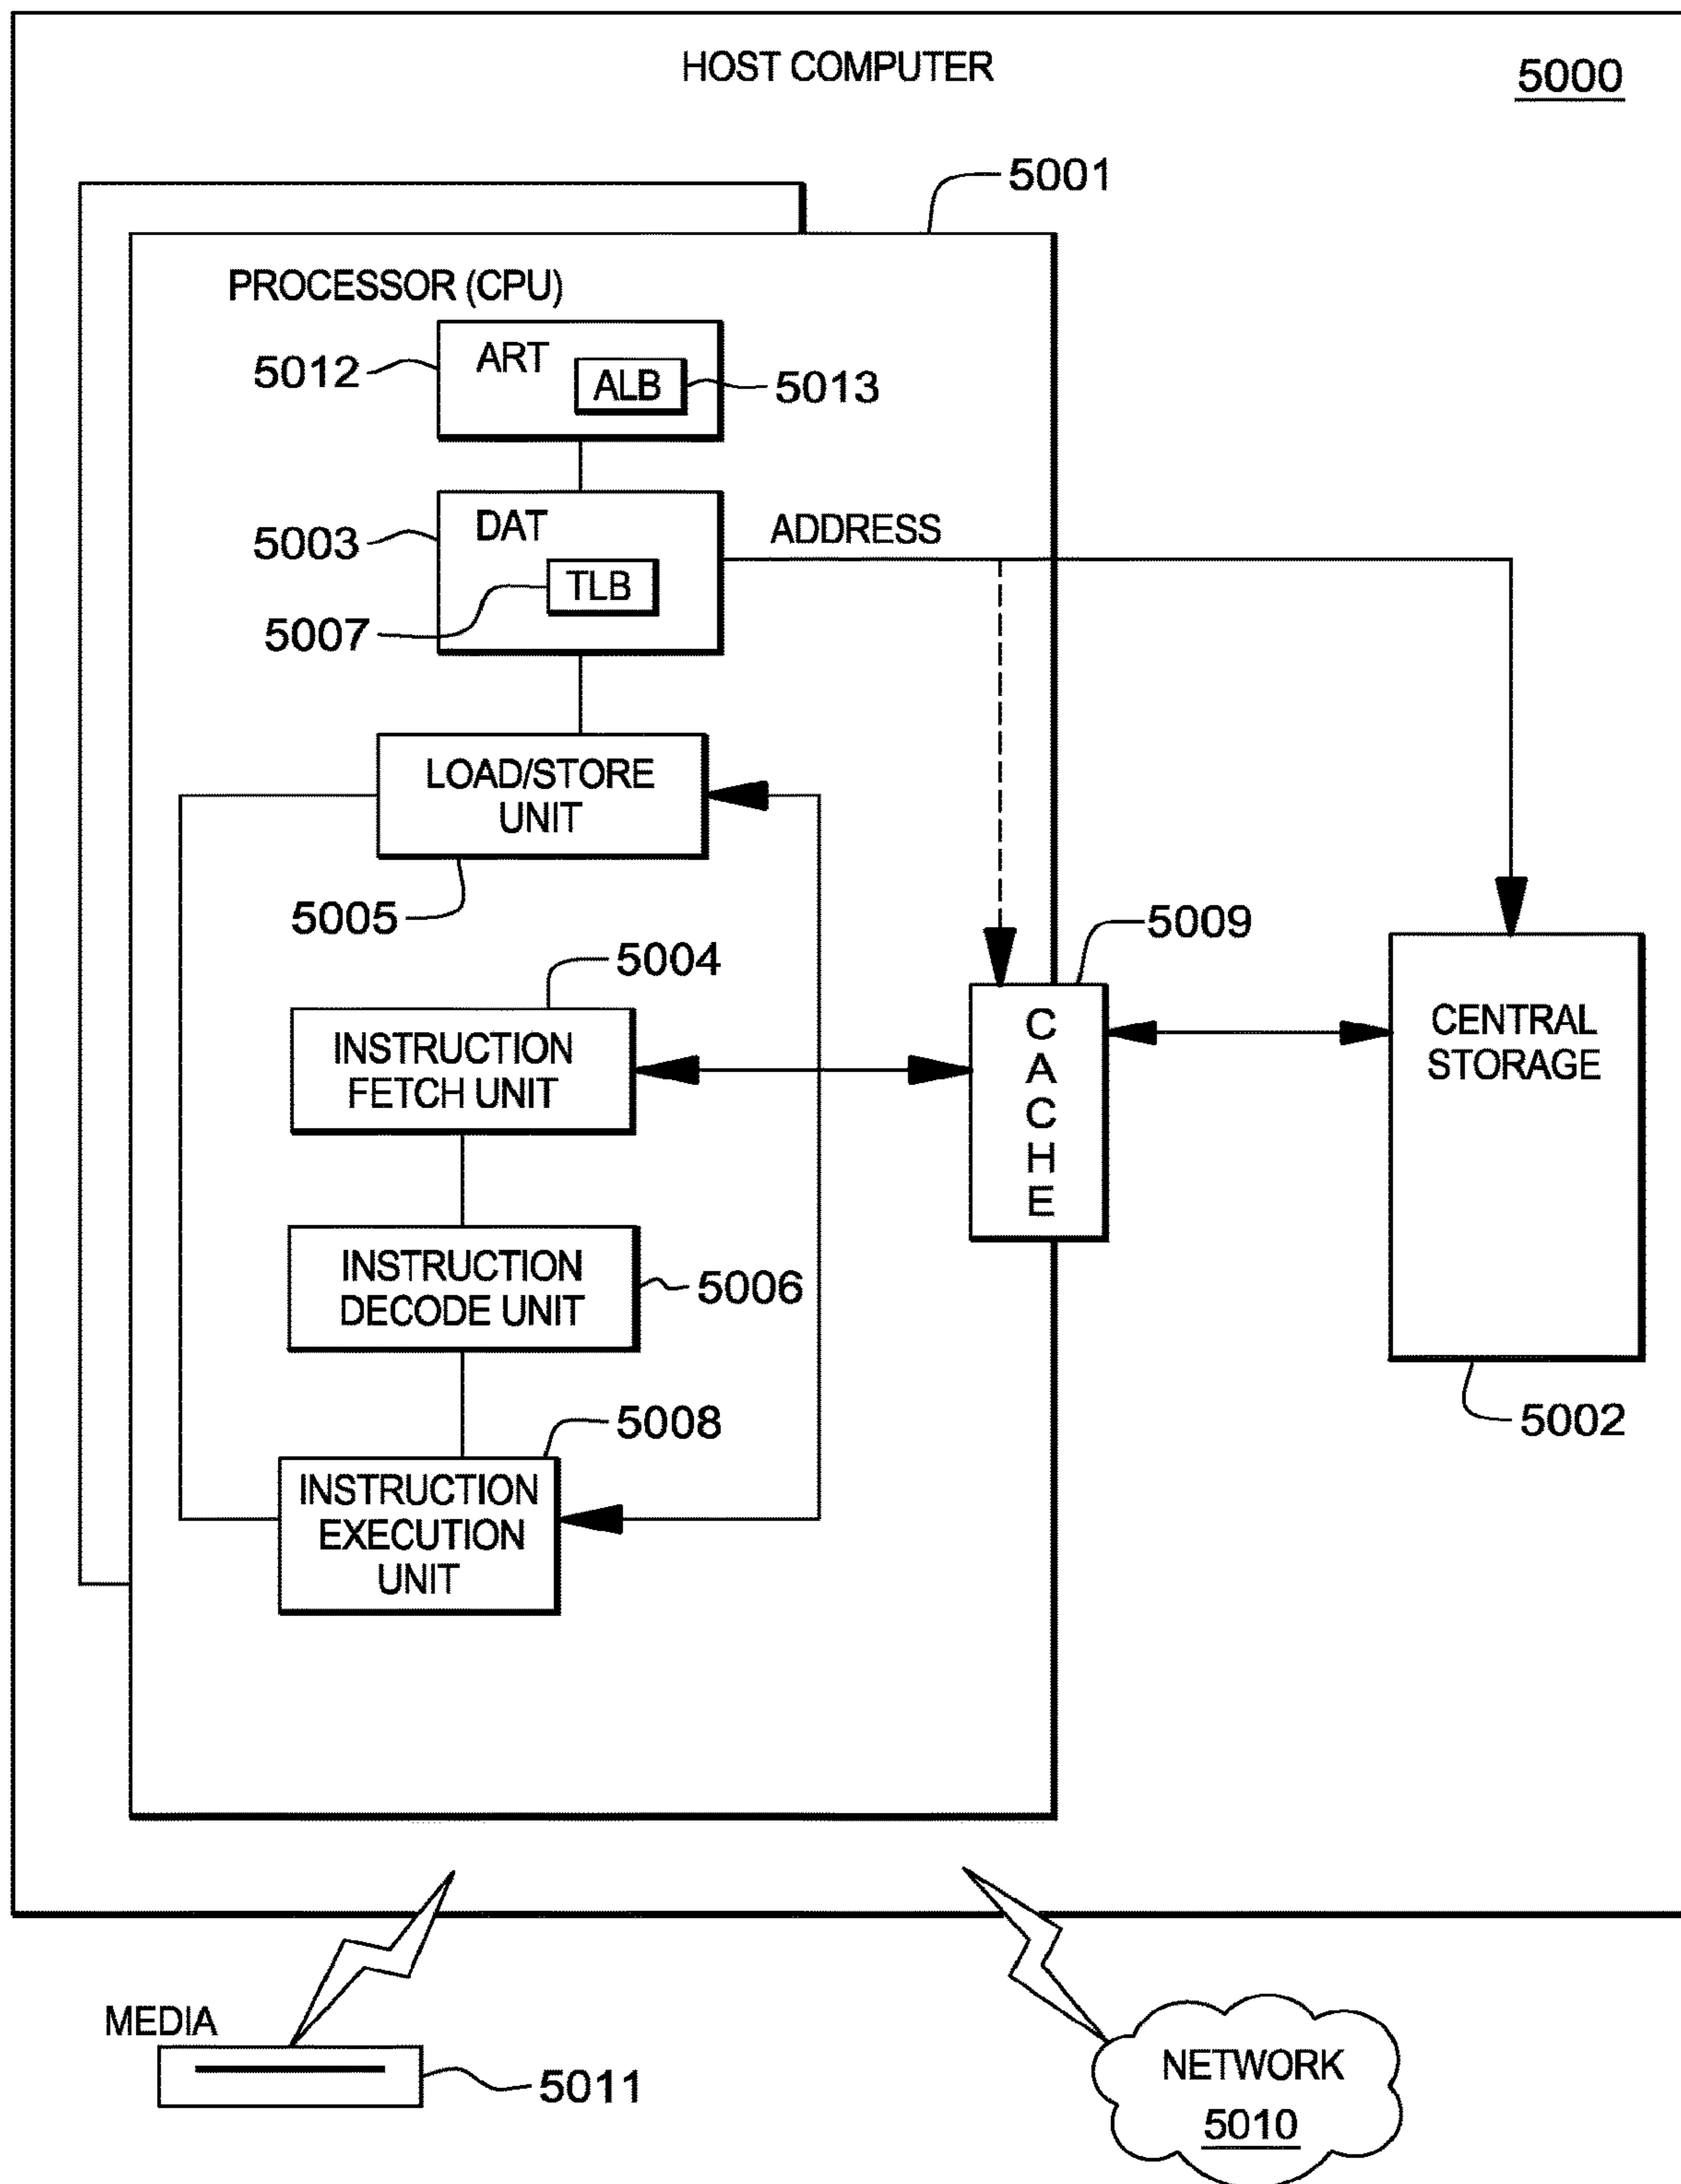 HOST COMPUTER
5000
5001
PROCESSOR (CPU)
ART
5012
ALB
5013
DAT
ADDRESS
5003
TLB
5007
LOAD/STORE
UNIT
5005
5009
5004
CACHE
CENTRAL
STORAGE
INSTRUCTION
FETCH UNIT
INSTRUCTION
DECODE UNIT
5006
5002
5008
INSTRUCTION
EXECUTION
UNIT
MEDIA
5011
NETWORK
5010